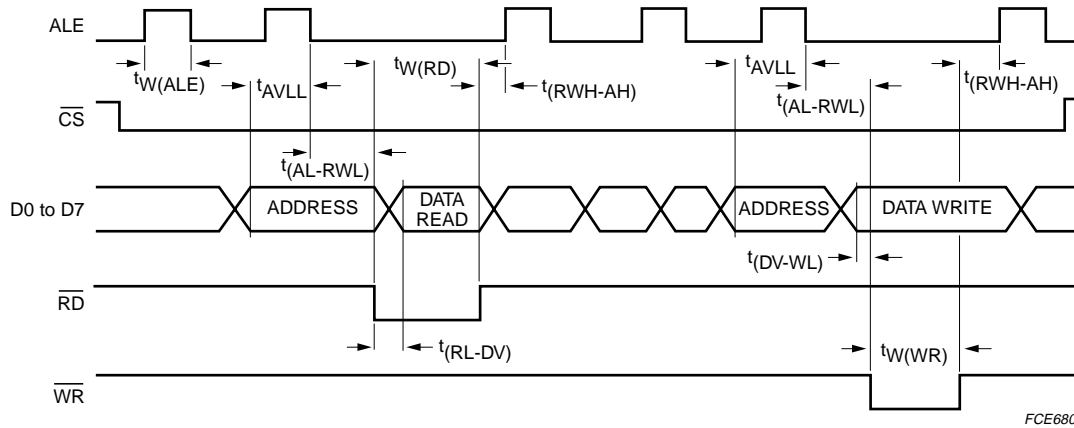 ALE
tW(ALE)
tAVLL
tW(RD)
t(RWH-AH)
tAVLL
t(AL-RWL)
t(RWH-AH)
CS
t(AL-RWL)
D0 to D7
ADDRESS
DATA
READ
ADDRESS
DATA WRITE
t(DV-WL)
RD
t(RL-DV)
tW(WR)
WR
FCE680